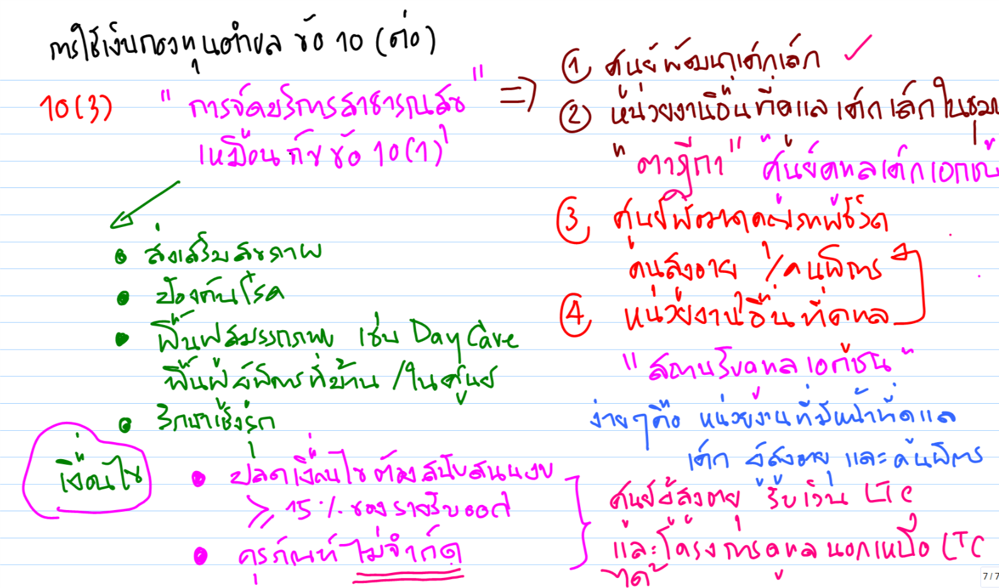 การใช้เงินกองทุนตำบล ข้อ 10 (ต่อ)
10(3) "การจัดบริการสาธารณสุข
เหมือนกับข้อ 10(1)" ⇒
• ส่งเสริมสุขภาพ
• ป้องกันโรค
• ฟื้นฟูสมรรถภาพ เช่น Day Care
ฟื้นฟูผู้พิการที่บ้าน / ในศูนย์
• รักษาเชิงรุก
เงื่อนไข
• ปลดเงื่อนไขต้องสนับสนุนงบ
≥ 15 % ของรายรับออกไป
• ครุภัณฑ์ ไม่จำกัด
① ศูนย์พัฒนาเด็กเล็ก ✓
② หน่วยงานอื่นที่ดูแลเด็กเล็กในชุมช
"ตาฎีกา" "ศูนย์ดูแลเด็กเอกชน
③ ศูนย์พัฒนาคุณภาพชีวิต
คนสูงอายุ / คนพิการ
④ หน่วยงานอื่นที่ดูแล
"สถานรับดูแลเอกชน"
ง่ายๆคือ หน่วยงานที่มีหน้าที่ดูแล
เด็ก ผู้สูงอายุ และคนพิการ
ศูนย์ผู้สูงอายุ รับเงิน LTC
และโครงการดูแลนอกเหนือ LTC
ได้
7 / 7